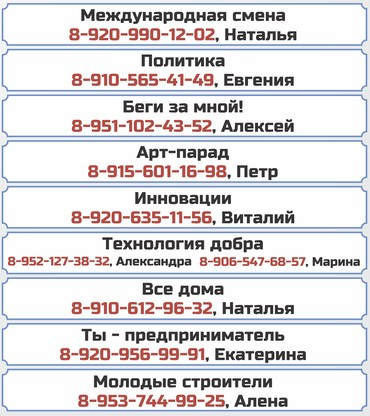 Международная смена
8-920-990-12-02, Наталья
Политика
8-910-565-41-49, Евгения
Беги за мной!
8-951-102-43-52, Алексей
Арт-парад
8-915-601-16-98, Петр
Инновации
8-920-635-11-56, Виталий
Технология добра
8-952-127-38-32, Александра 8-906-547-68-57, Марина
Все дома
8-910-612-96-32, Наталья
Ты - предприниматель
8-920-956-99-91, Екатерина
Молодые строители
8-953-744-99-25, Алена